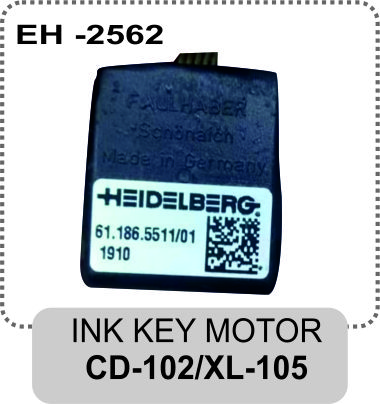 EH -2562
FAULHABER
Schönaich
Made in Germany
HEIDELBERG
61.186.5511/01
1910
INK KEY MOTOR
CD-102/XL-105